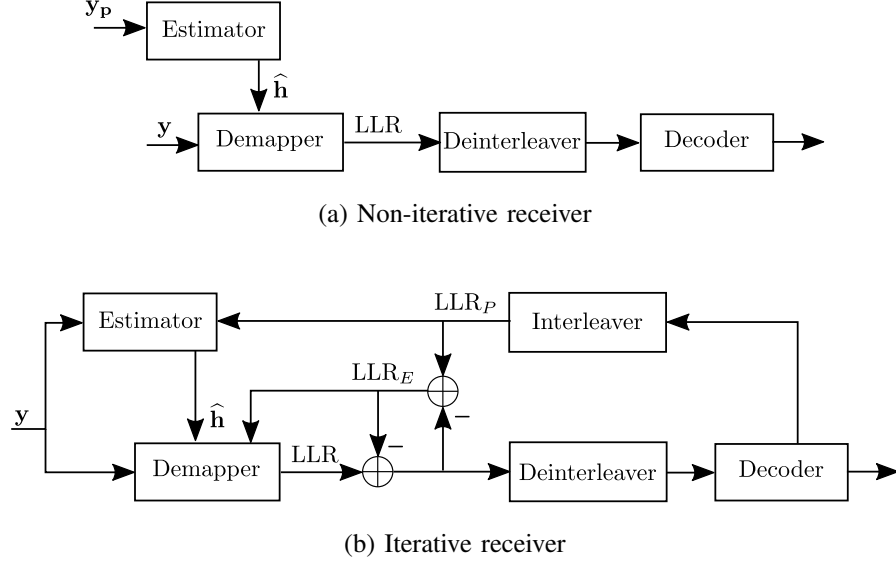 y_p
Estimator
ĥ
y
Demapper
LLR
Deinterleaver
Decoder
(a) Non-iterative receiver
Estimator
LLR_P
Interleaver
LLR_E
y
ĥ
−
−
Demapper
LLR
Deinterleaver
Decoder
(b) Iterative receiver